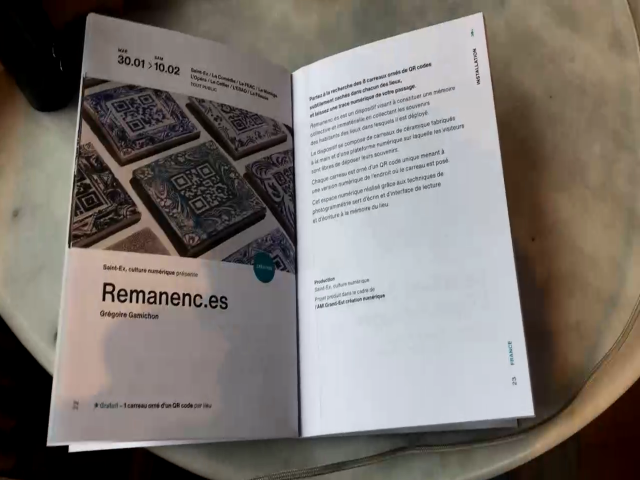 MAR SAM
30.01 > 10.02
Saint-Ex / La Comédie / Le FRAC / Le Manège
L'Opéra / Le Cellier / L'ESAD / Le Palais
TOUT PUBLIC
Saint-Ex, culture numérique présente
CRÉATION
Remanenc.es
Grégoire Gamichon
22
Gratuit – 1 carreau orné d'un QR code par lieu
INSTALLATION
Partez à la recherche des 8 carreaux ornés de QR codes
subtilement cachés dans chacun des lieux,
et laissez une trace numérique de votre passage.
Remanenc.es est un dispositif visant à constituer une mémoire
collective et immatérielle en collectant les souvenirs
des habitants des lieux dans lesquels il est déployé.
Le dispositif se compose de carreaux de céramique fabriqués
à la main et d'une plateforme numérique sur laquelle les visiteurs
sont libres de déposer leurs souvenirs.
Chaque carreau est orné d'un QR code unique menant à
une version numérique de l'endroit où le carreau est posé.
Cet espace numérique réalisé grâce aux techniques de
photogrammétrie sert d'écrin et d'interface de lecture
et d'écriture à la mémoire du lieu.
Production
Saint-Ex, culture numérique
Projet produit dans le cadre de
l'AMI Grand-Est création numérique
FRANCE
23